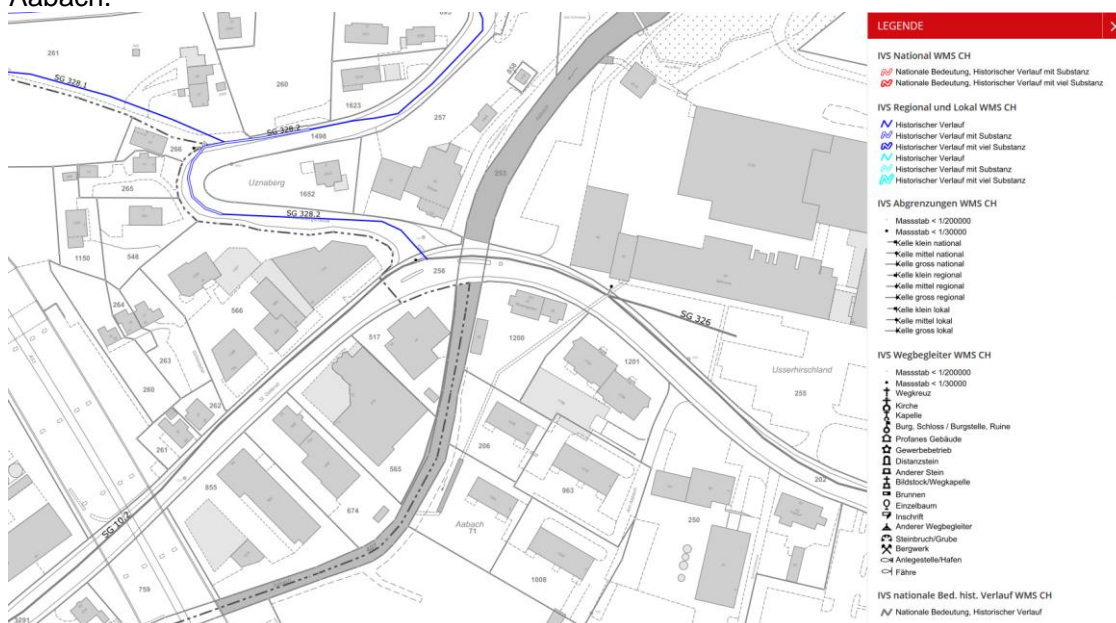 Aabach.
261
260
1623
693
257
858
SG 328.1
SG 328.2
1498
266
265
Uznaberg
1652
253
SG 328.2
1150
548
264
566
258
263
517
1200
SG 326
1201
Usserhirschland
255
260
262
261
565
206
855
963
202
674
Aabach
71
250
SG 10.2
759
1008
3291
LEGENDE
IVS National WMS CH
Nationale Bedeutung, Historischer Verlauf mit Substanz
Nationale Bedeutung, Historischer Verlauf mit viel Substanz
IVS Regional und Lokal WMS CH
Historischer Verlauf
Historischer Verlauf mit Substanz
Historischer Verlauf mit viel Substanz
Historischer Verlauf
Historischer Verlauf mit Substanz
Historischer Verlauf mit viel Substanz
IVS Abgrenzungen WMS CH
Massstab < 1/200000
Massstab < 1/30000
Kelle klein national
Kelle mittel national
Kelle gross national
Kelle klein regional
Kelle mittel regional
Kelle gross regional
Kelle klein lokal
Kelle mittel lokal
Kelle gross lokal
IVS Wegbegleiter WMS CH
Massstab < 1/200000
Massstab < 1/30000
Wegkreuz
Kirche
Kapelle
Burg, Schloss / Burgstelle, Ruine
Profanes Gebäude
Gewerbebetrieb
Distanzstein
Anderer Stein
Bildstock/Wegkapelle
Brunnen
Einzelbaum
Inschrift
Anderer Wegbegleiter
Steinbruch/Grube
Bergwerk
Anlegestelle/Hafen
Fähre
IVS nationale Bed. hist. Verlauf WMS CH
Nationale Bedeutung, Historischer Verlauf